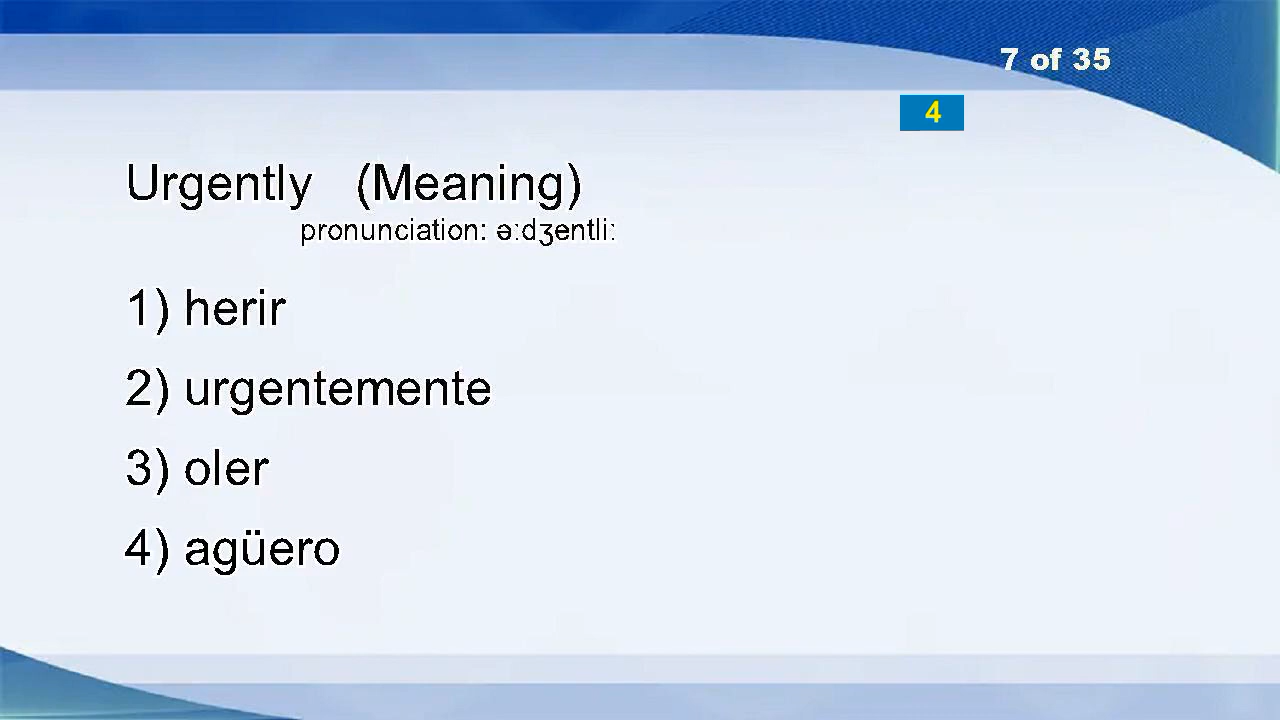 7 of 35
4
Urgently (Meaning)
pronunciation: ə:dʒentli:
1) herir
2) urgentemente
3) oler
4) agüero